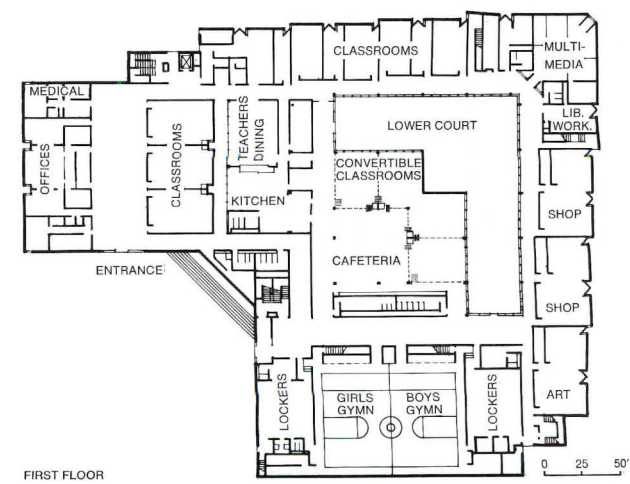 CLASSROOMS
MULTI-
MEDIA
MEDICAL
LIB.
WORK.
LOWER COURT
TEACHERS
DINING
CONVERTIBLE
CLASSROOMS
OFFICES
CLASSROOMS
KITCHEN
SHOP
CAFETERIA
ENTRANCE
SHOP
LOCKERS
GIRLS
GYMN
BOYS
GYMN
LOCKERS
ART
FIRST FLOOR
0 25 50'